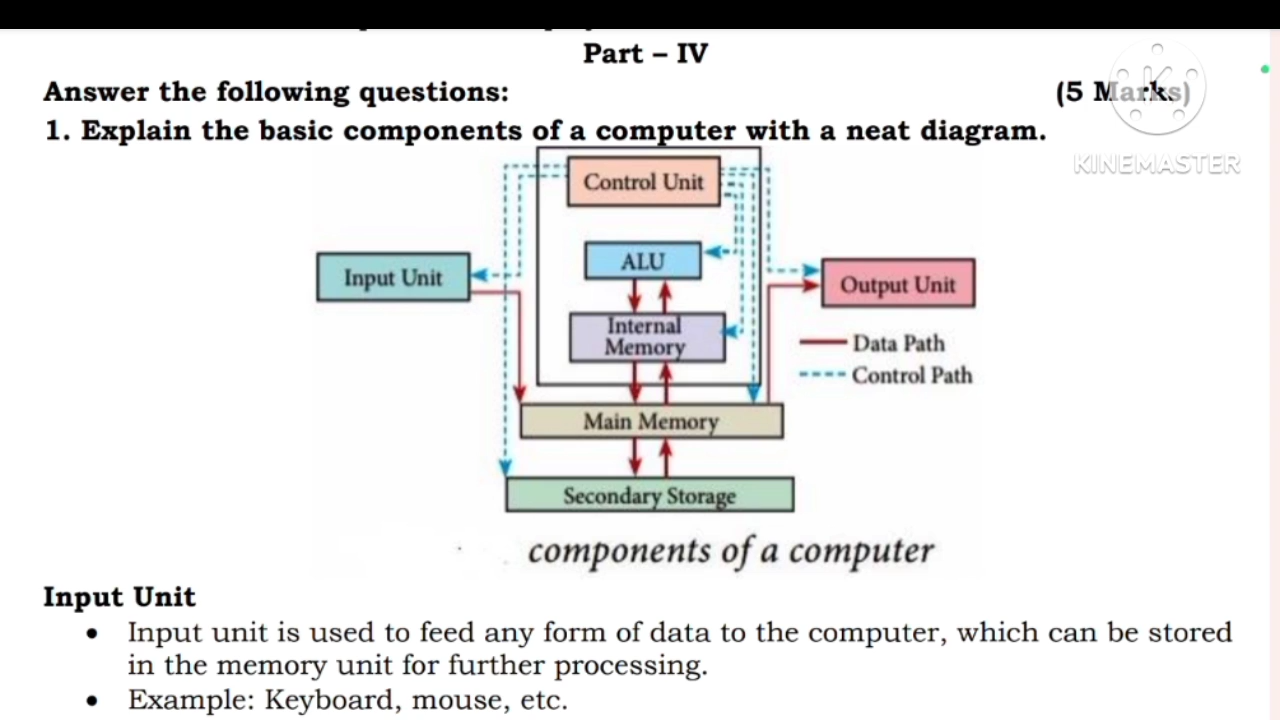 Part – IV
Answer the following questions: (5 Marks)
1. Explain the basic components of a computer with a neat diagram.
KINEMASTER
Control Unit
ALU
Input Unit
Output Unit
Internal
Memory
Data Path
Control Path
Main Memory
Secondary Storage
components of a computer
Input Unit
• Input unit is used to feed any form of data to the computer, which can be stored
in the memory unit for further processing.
• Example: Keyboard, mouse, etc.